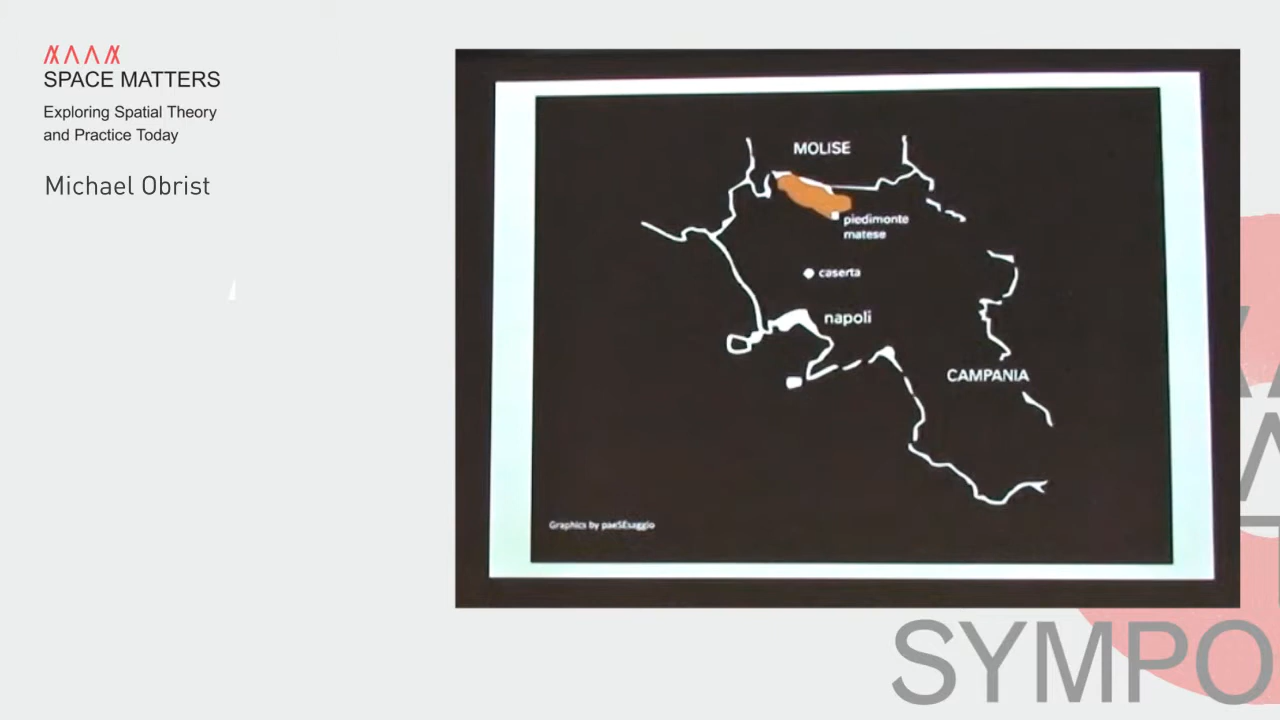 SPACE MATTERS
Exploring Spatial Theory
and Practice Today
Michael Obrist
MOLISE
piedimonte
matese
caserta
napoli
CAMPANIA
Graphics by paeSEsaggio
SYMPO